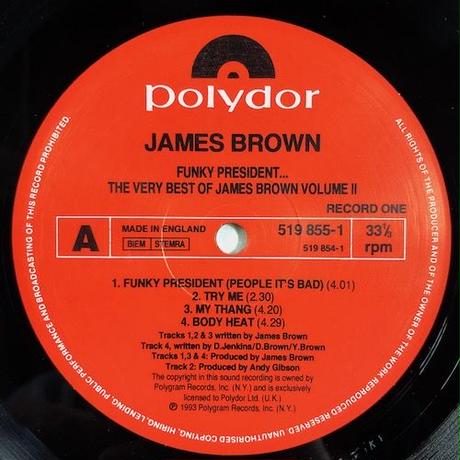 polydor
JAMES BROWN
FUNKY PRESIDENT...
THE VERY BEST OF JAMES BROWN VOLUME II
RECORD ONE
A
MADE IN ENGLAND
BIEM STEMRA
519 855-1
519 854-1
33⅓
rpm
1. FUNKY PRESIDENT (PEOPLE IT'S BAD) (4.01)
2. TRY ME (2.30)
3. MY THANG (4.20)
4. BODY HEAT (4.29)
Tracks 1,2 & 3 written by James Brown
Track 4, written by D.Jenkins/D.Brown/Y.Brown
Tracks 1,3 & 4: Produced by James Brown
Track 2: Produced by Andy Gibson
The copyright in this sound recording is owned by
Polygram Records, Inc. (N.Y.) and is exclusively
licensed to Polydor Ltd. (U.K.)
℗ 1993 Polygram Records, Inc. (N.Y.)
ALL RIGHTS OF THE PRODUCER AND OF THE OWNER OF THE WORK REPRODUCED RESERVED. UNAUTHORISED COPYING, HIRING, LENDING, PUBLIC PERFORMANCE AND BROADCASTING OF THIS RECORD PROHIBITED.